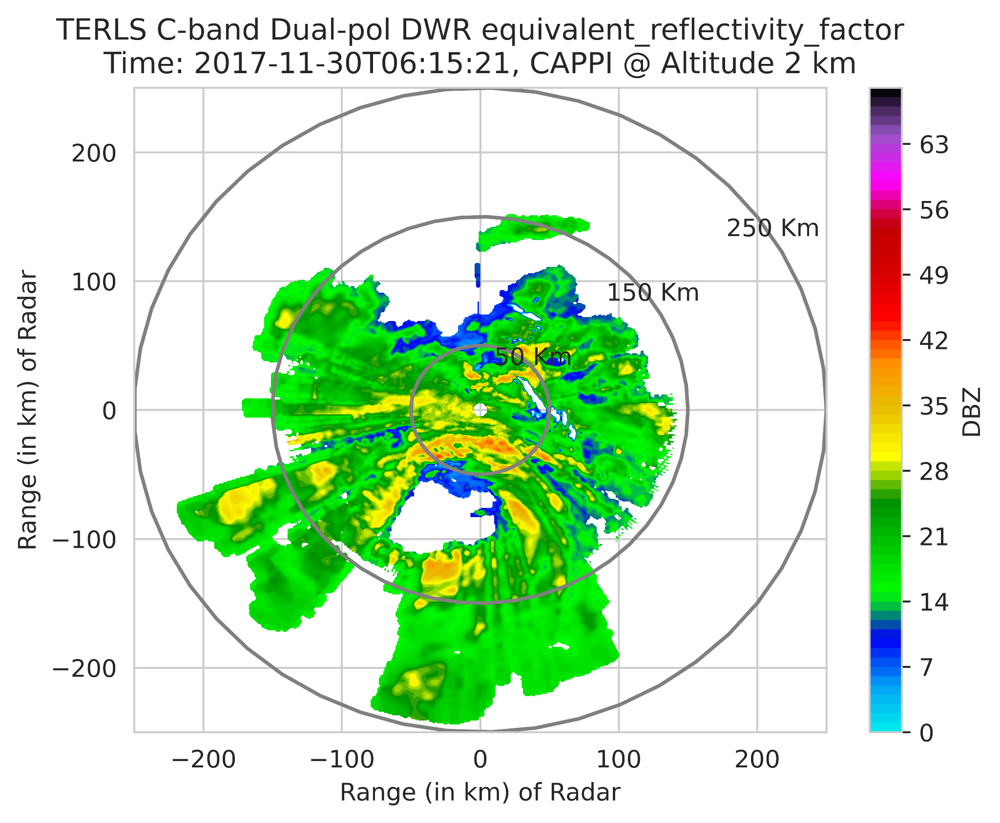 TERLS C-band Dual-pol DWR equivalent_reflectivity_factor
Time: 2017-11-30T06:15:21, CAPPI @ Altitude 2 km
Range (in km) of Radar
200
100
0
−100
−200
250 Km
150 Km
50 Km
−200
−100
0
100
200
Range (in km) of Radar
63
56
49
42
35
28
21
14
7
0
DBZ